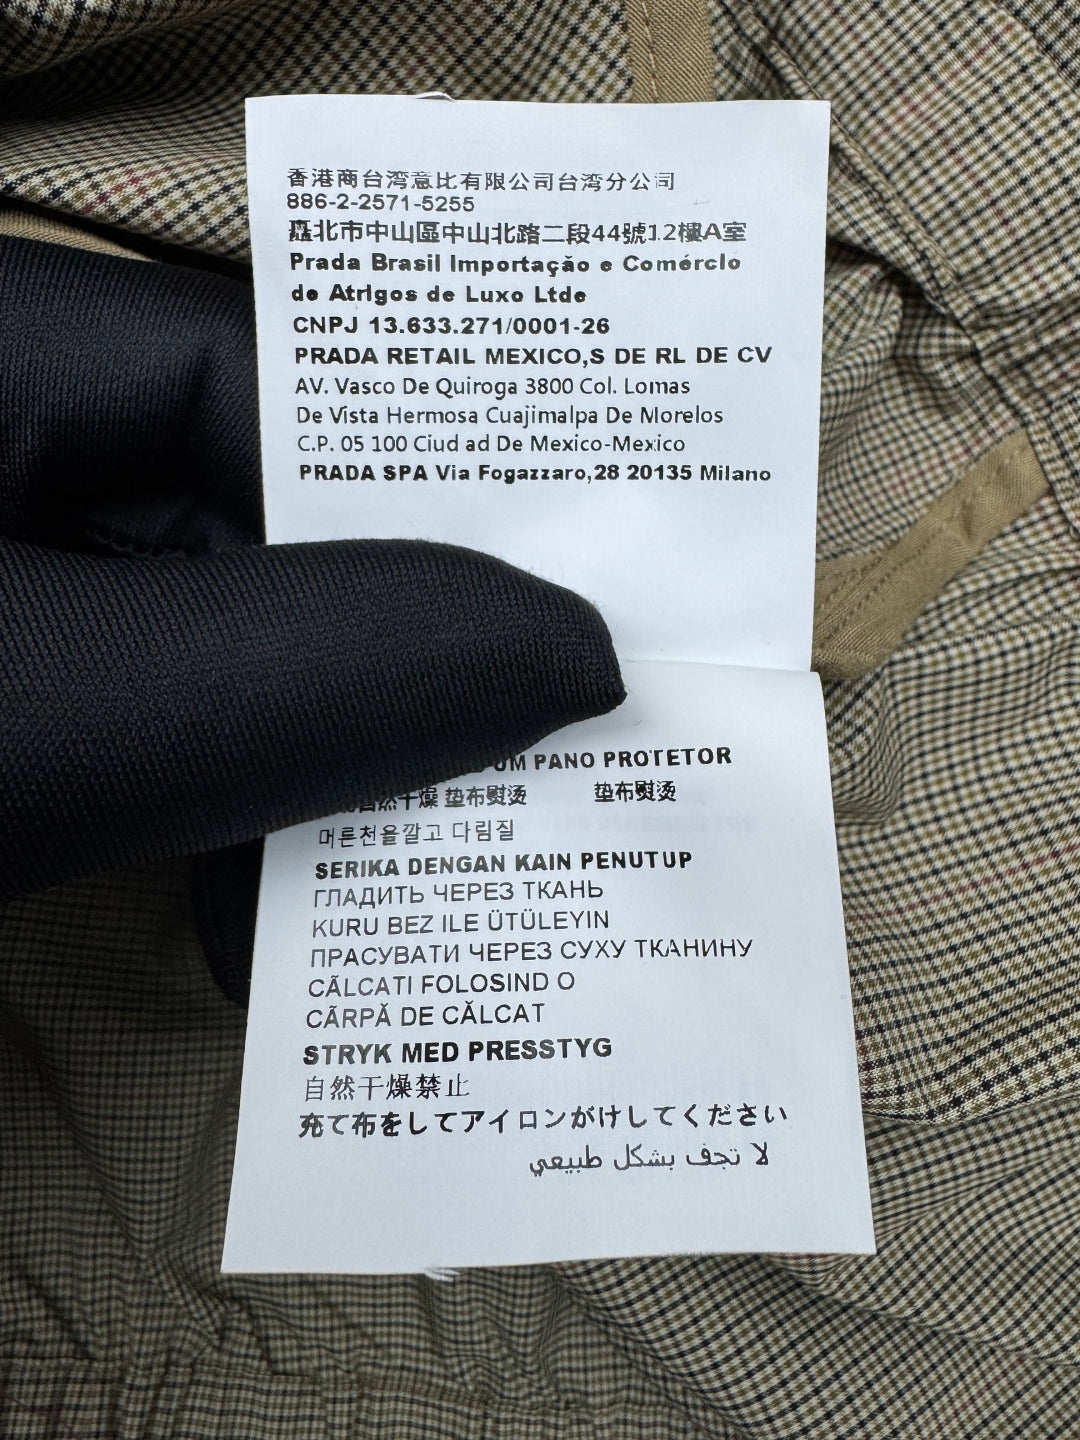 香港商台湾意比有限公司台湾分公司
886-2-2571-5255
北市中山區中山北路二段44號12樓A室
Prada Brasil Importação e Comércio
de Atrigos de Luxo Ltde
CNPJ 13.633.271/0001-26
PRADA RETAIL MEXICO,S DE RL DE CV
AV. Vasco De Quiroga 3800 Col. Lomas
De Vista Hermosa Cuajimalpa De Morelos
C.P. 05 100 Ciud ad De Mexico-Mexico
PRADA SPA Via Fogazzaro,28 20135 Milano
UM PANO PROTETOR
自然干燥 垫布熨烫 垫布熨烫
머른천을깔고 다림질
SERIKA DENGAN KAIN PENUTUP
ГЛАДИТЬ ЧЕРЕЗ ТКАНЬ
KURU BEZ ILE ÜTÜLEYIN
ПРАСУВАТИ ЧЕРЕЗ СУХУ ТКАНИНУ
CÃLCATI FOLOSIND O
CÃRPĂ DE CĂLCAT
STRYK MED PRESSTYG
自然干燥禁止
充て布をしてアイロンがけしてください
لا تجف بشكل طبيعي